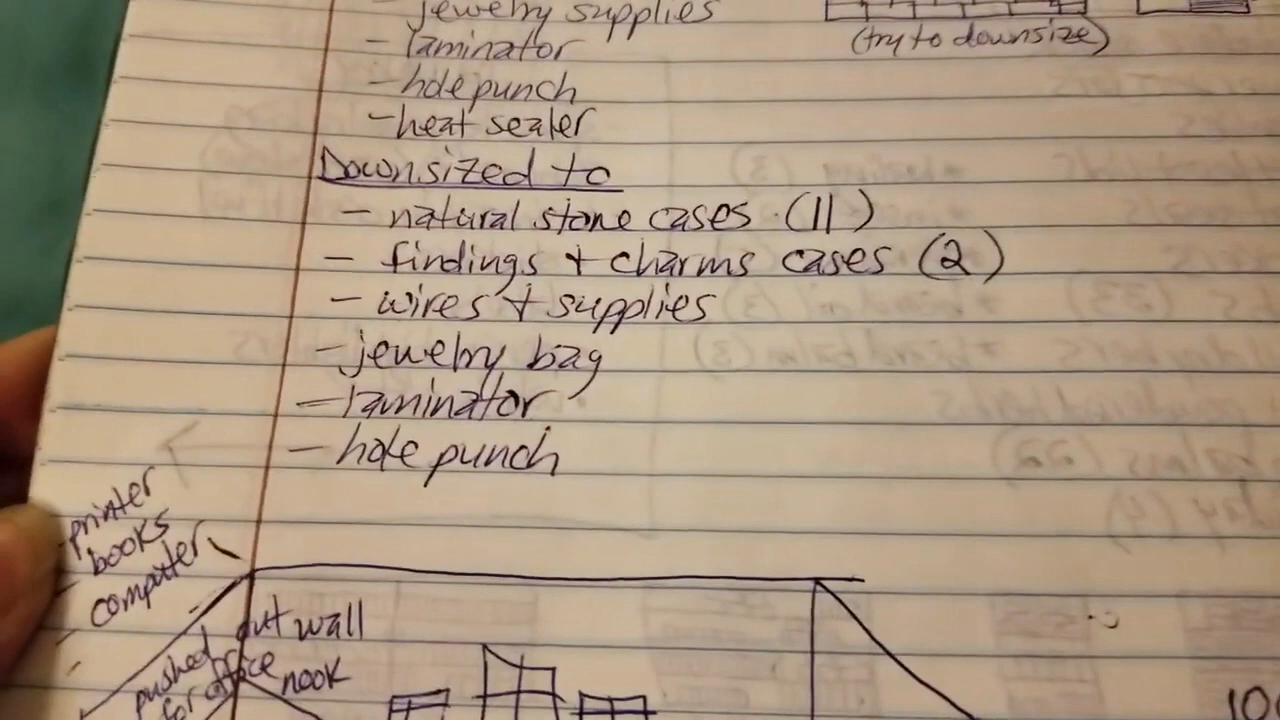 - jewelry supplies
(try to downsize)
- laminator
- hole punch
- heat sealer
Downsized to
- natural stone cases (11)
- findings + charms cases (2)
- wires + supplies
- jewelry bag
- laminator
- hole punch
- printer
- books
- computer
-
pushed out wall
for office nook